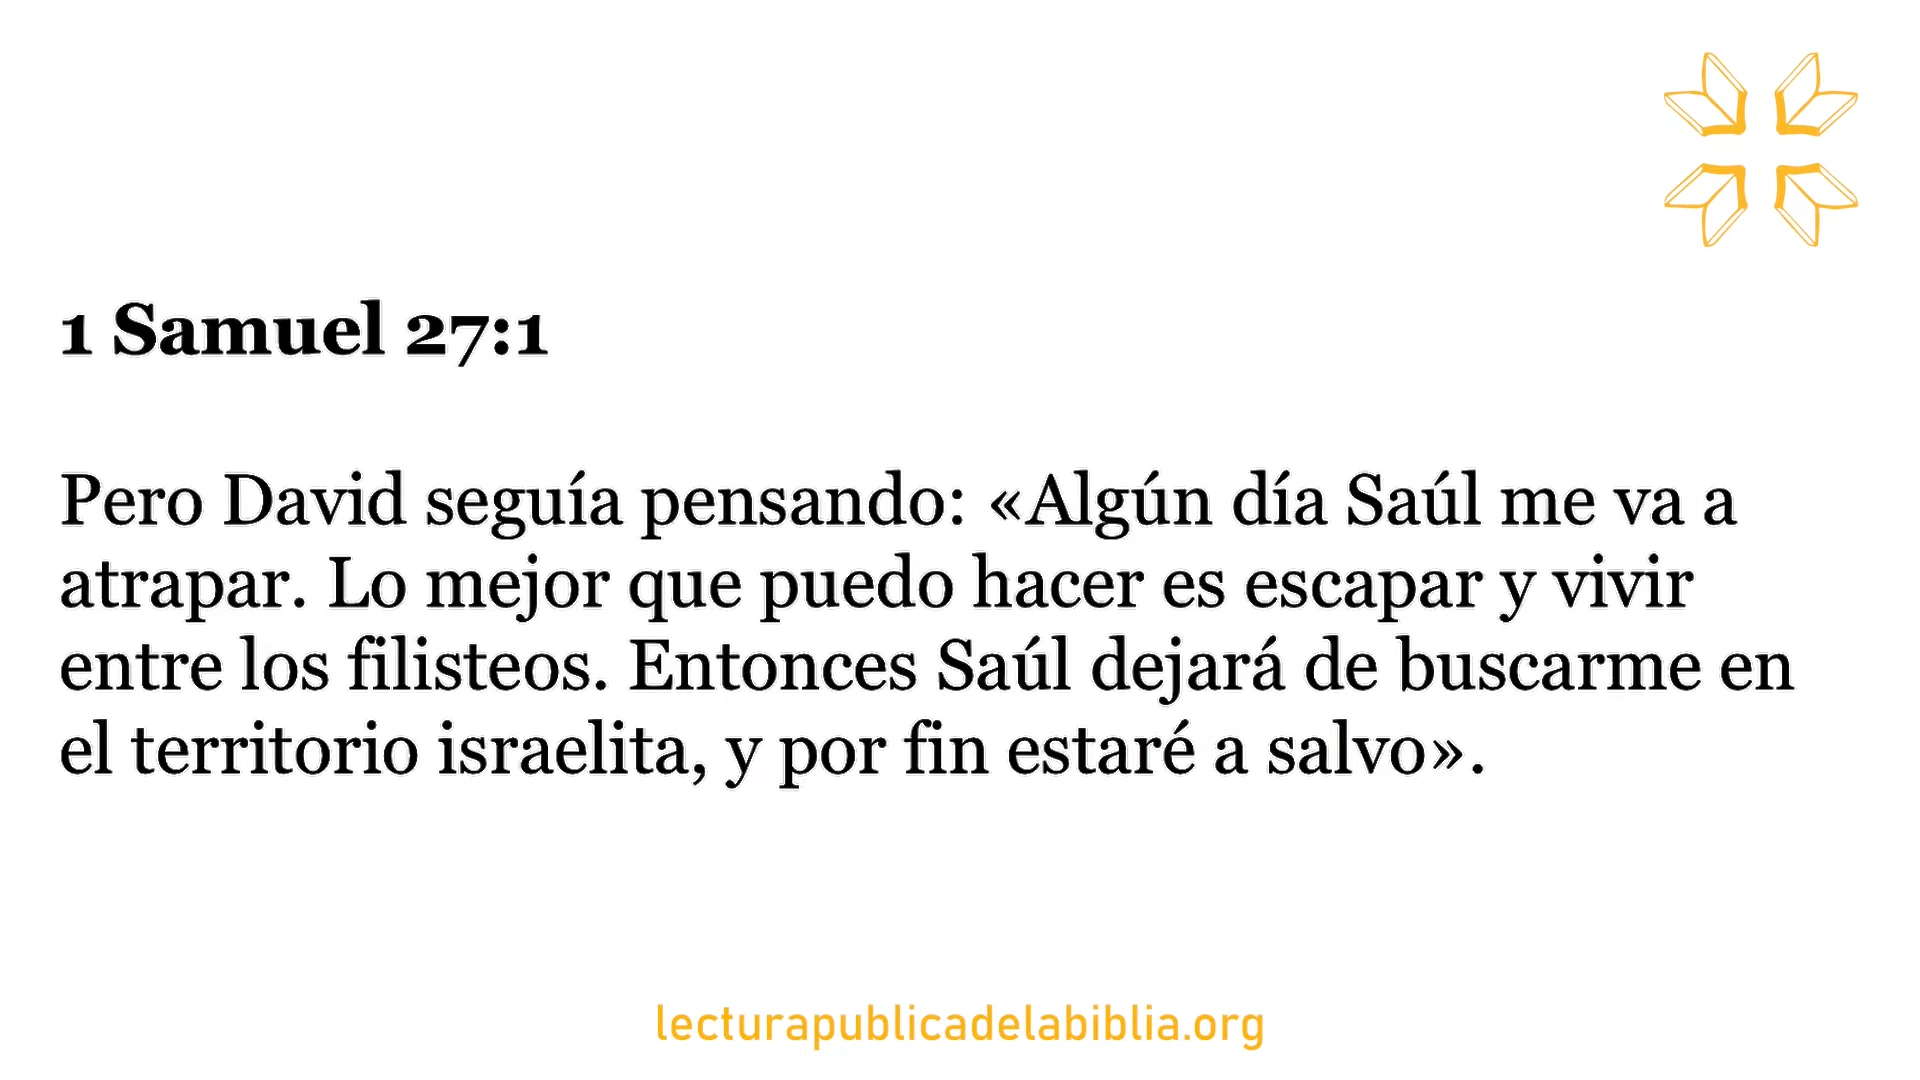 1 Samuel 27:1
Pero David seguía pensando: «Algún día Saúl me va a
atrapar. Lo mejor que puedo hacer es escapar y vivir
entre los filisteos. Entonces Saúl dejará de buscarme en
el territorio israelita, y por fin estaré a salvo».
lecturapublicadelabiblia.org